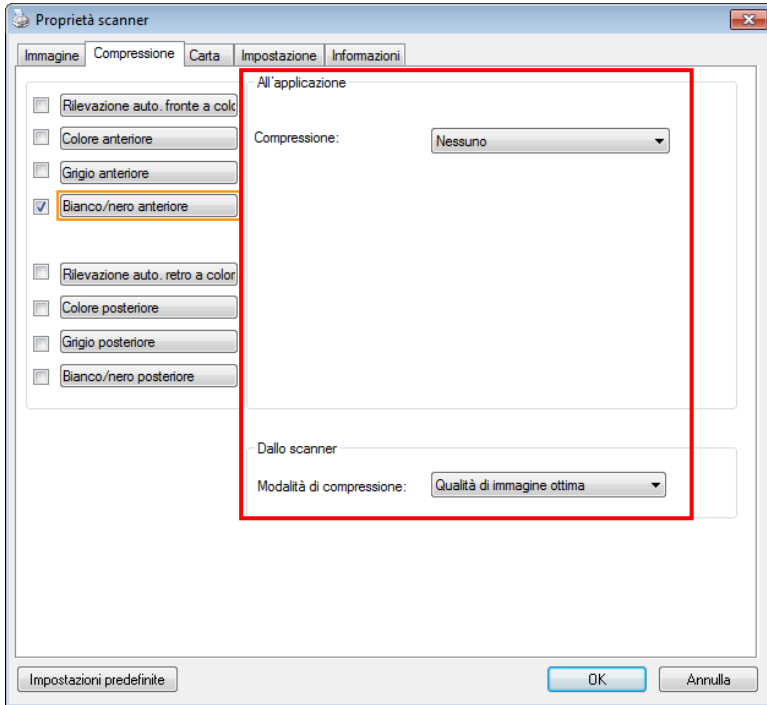 Proprietà scanner
Immagine Compressione Carta Impostazione Informazioni
All'applicazione
Rilevazione auto. fronte a colo
Colore anteriore
Compressione: Nessuno
Grigio anteriore
Bianco/nero anteriore
Rilevazione auto. retro a color
Colore posteriore
Grigio posteriore
Bianco/nero posteriore
Dallo scanner
Modalità di compressione: Qualità di immagine ottima
Impostazioni predefinite OK Annulla